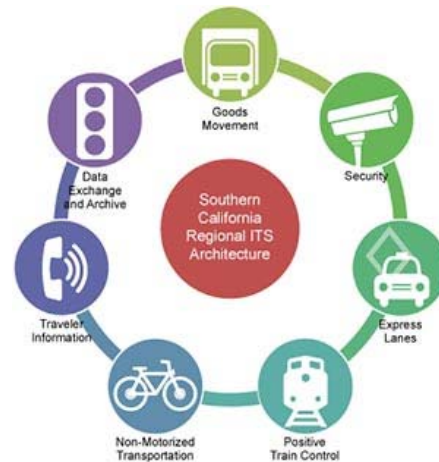 Goods
Movement
Security
Express
Lanes
Positive
Train Control
Non-Motorized
Transportation
Traveler
Information
Data
Exchange
and Archive
Southern
California
Regional ITS
Architecture